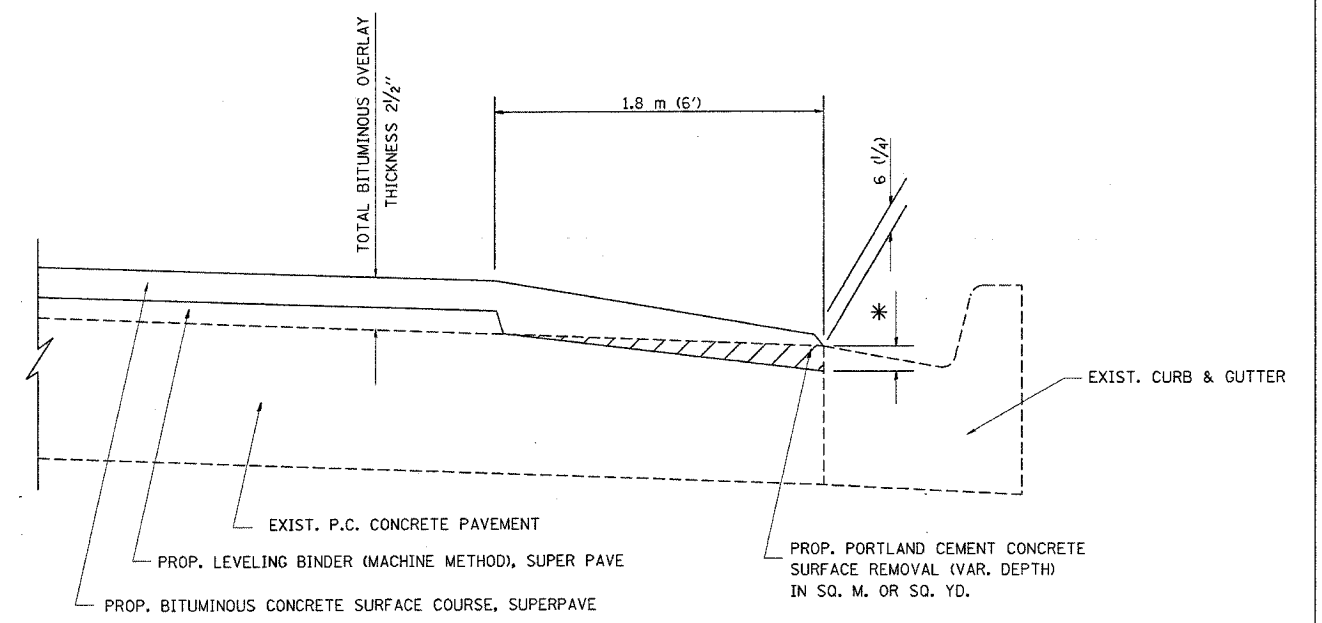 TOTAL BITUMINOUS OVERLAY
THICKNESS 2½"
1.8 m (6')
6 (¼)
*
EXIST. CURB & GUTTER
EXIST. P.C. CONCRETE PAVEMENT
PROP. LEVELING BINDER (MACHINE METHOD), SUPER PAVE
PROP. BITUMINOUS CONCRETE SURFACE COURSE, SUPERPAVE
PROP. PORTLAND CEMENT CONCRETE
SURFACE REMOVAL (VAR. DEPTH)
IN SQ. M. OR SQ. YD.